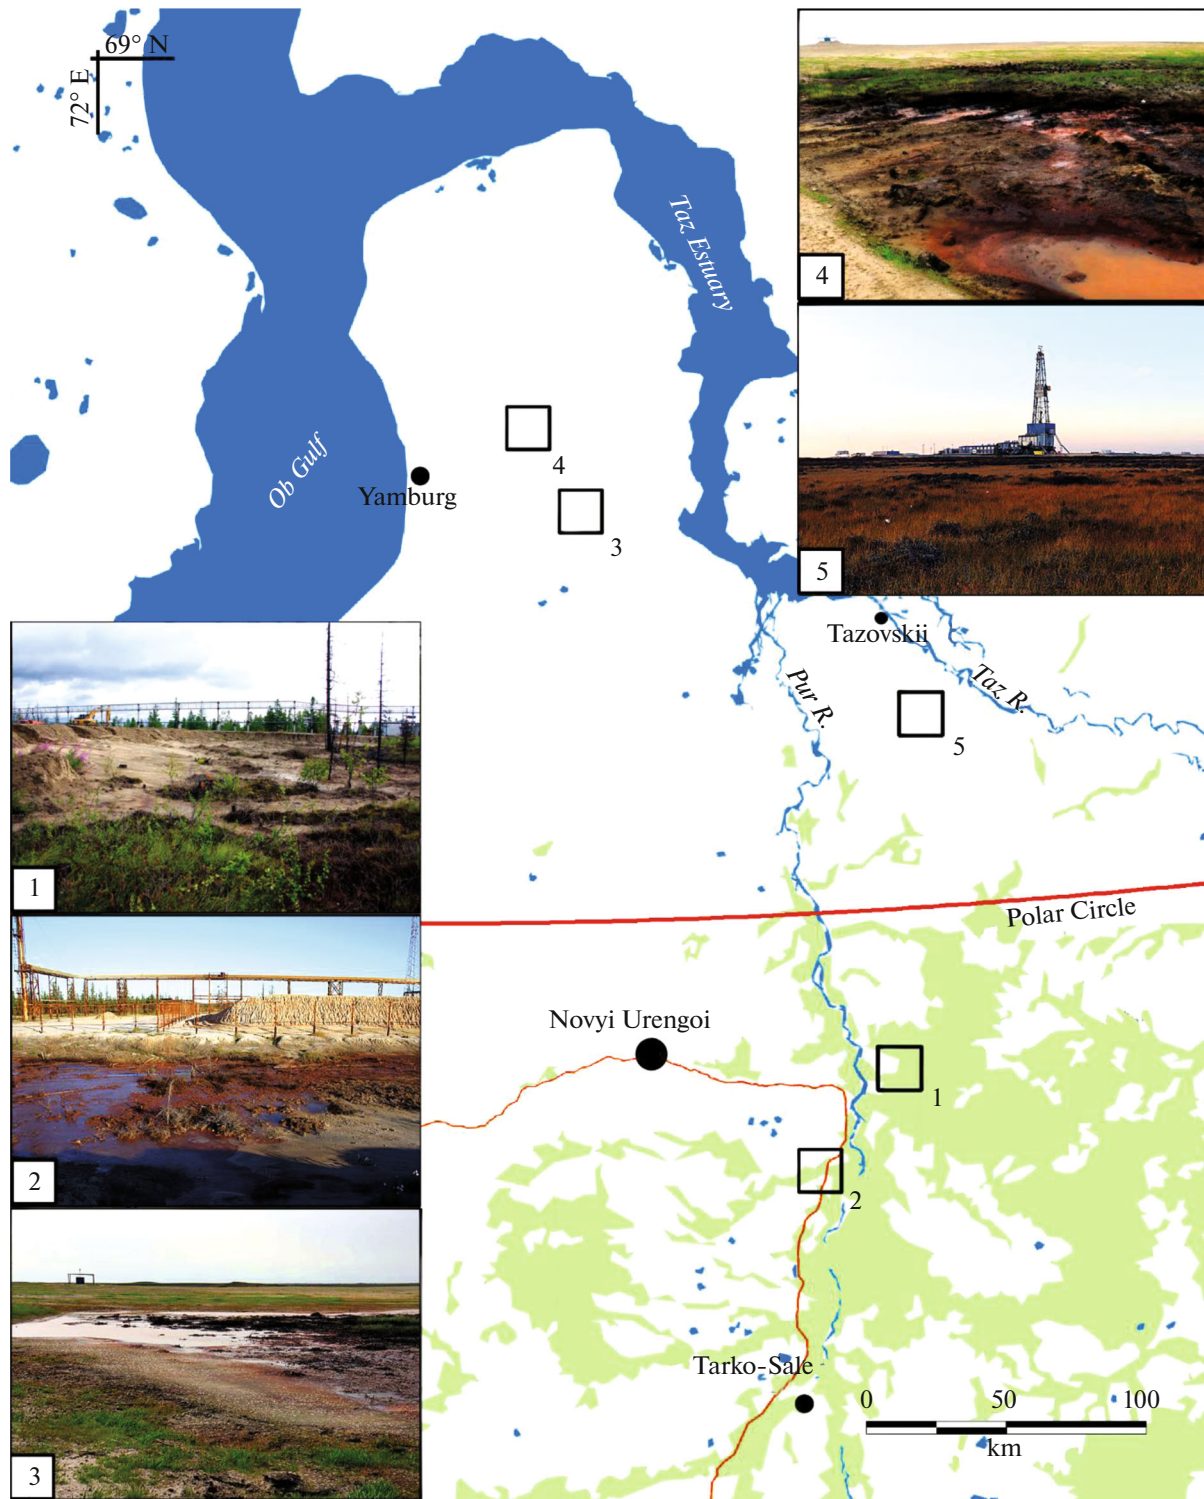 69° N
72° E
Taz Estuary
4
Ob Gulf
4
Yamburg
3
5
Tazovskii
Pur R.
Taz R.
5
1
Polar Circle
Novyi Urengoi
1
2
2
Tarko-Sale
0 50 100
km
3